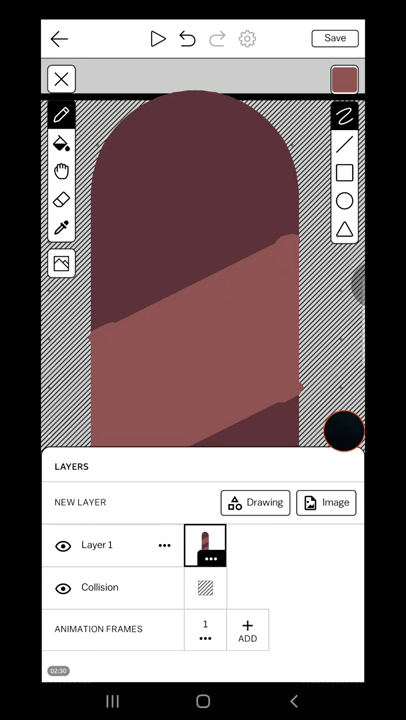 Save
LAYERS
NEW LAYER
Drawing
Image
Layer 1
Collision
ANIMATION FRAMES
1
ADD
02:30